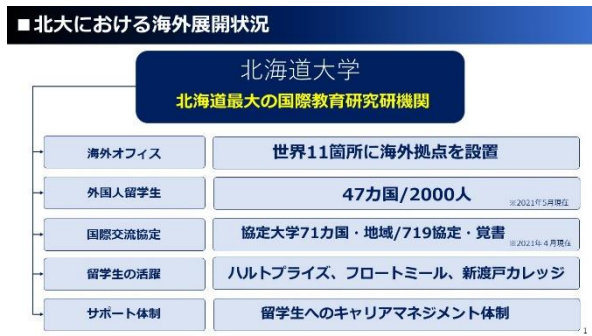 ■北大における海外展開状況
北海道大学
北海道最大の国際教育研究研機関
海外オフィス
世界11箇所に海外拠点を設置
外国人留学生
47カ国/2000人
※2021年5月現在
国際交流協定
協定大学71カ国・地域/719協定・覚書
※2021年4月現在
留学生の活躍
ハルトプライズ、フロートミール、新渡戸カレッジ
サポート体制
留学生へのキャリアマネジメント体制
1